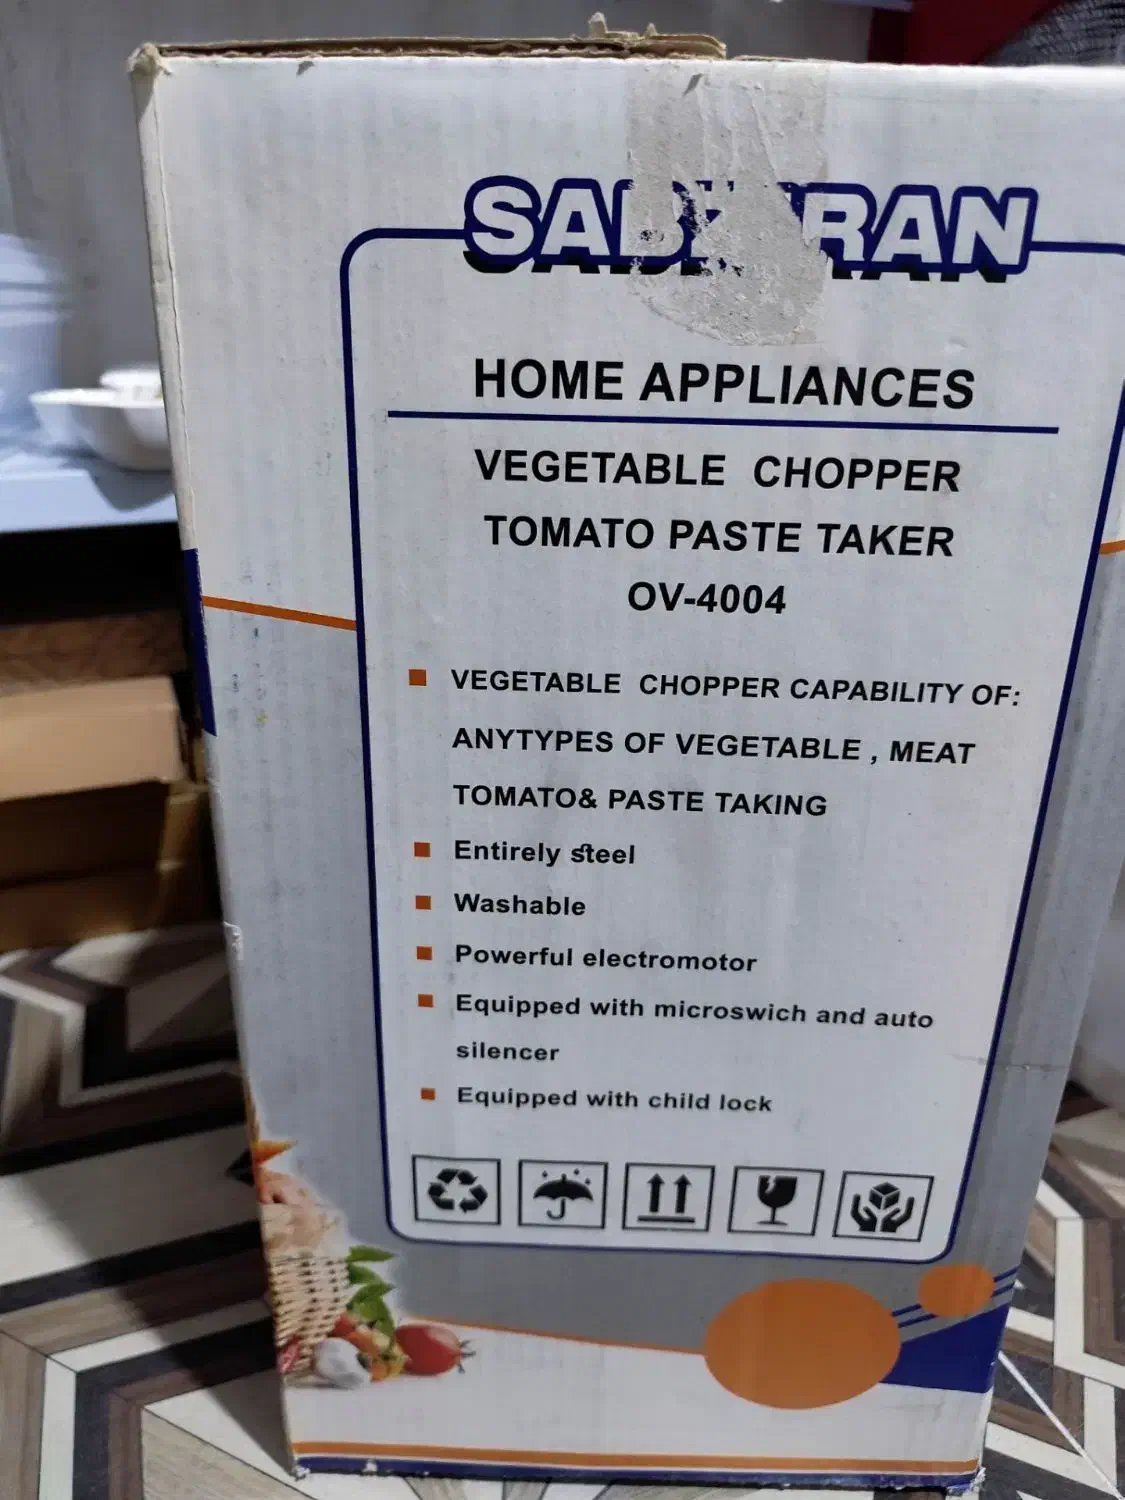 HOME APPLIANCES
VEGETABLE CHOPPER
TOMATO PASTE TAKER
OV-4004
VEGETABLE CHOPPER CAPABILITY OF:
ANYTYPES OF VEGETABLE , MEAT
TOMATO& PASTE TAKING
Entirely steel
Washable
Powerful electromotor
Equipped with microswich and auto
silencer
Equipped with child lock